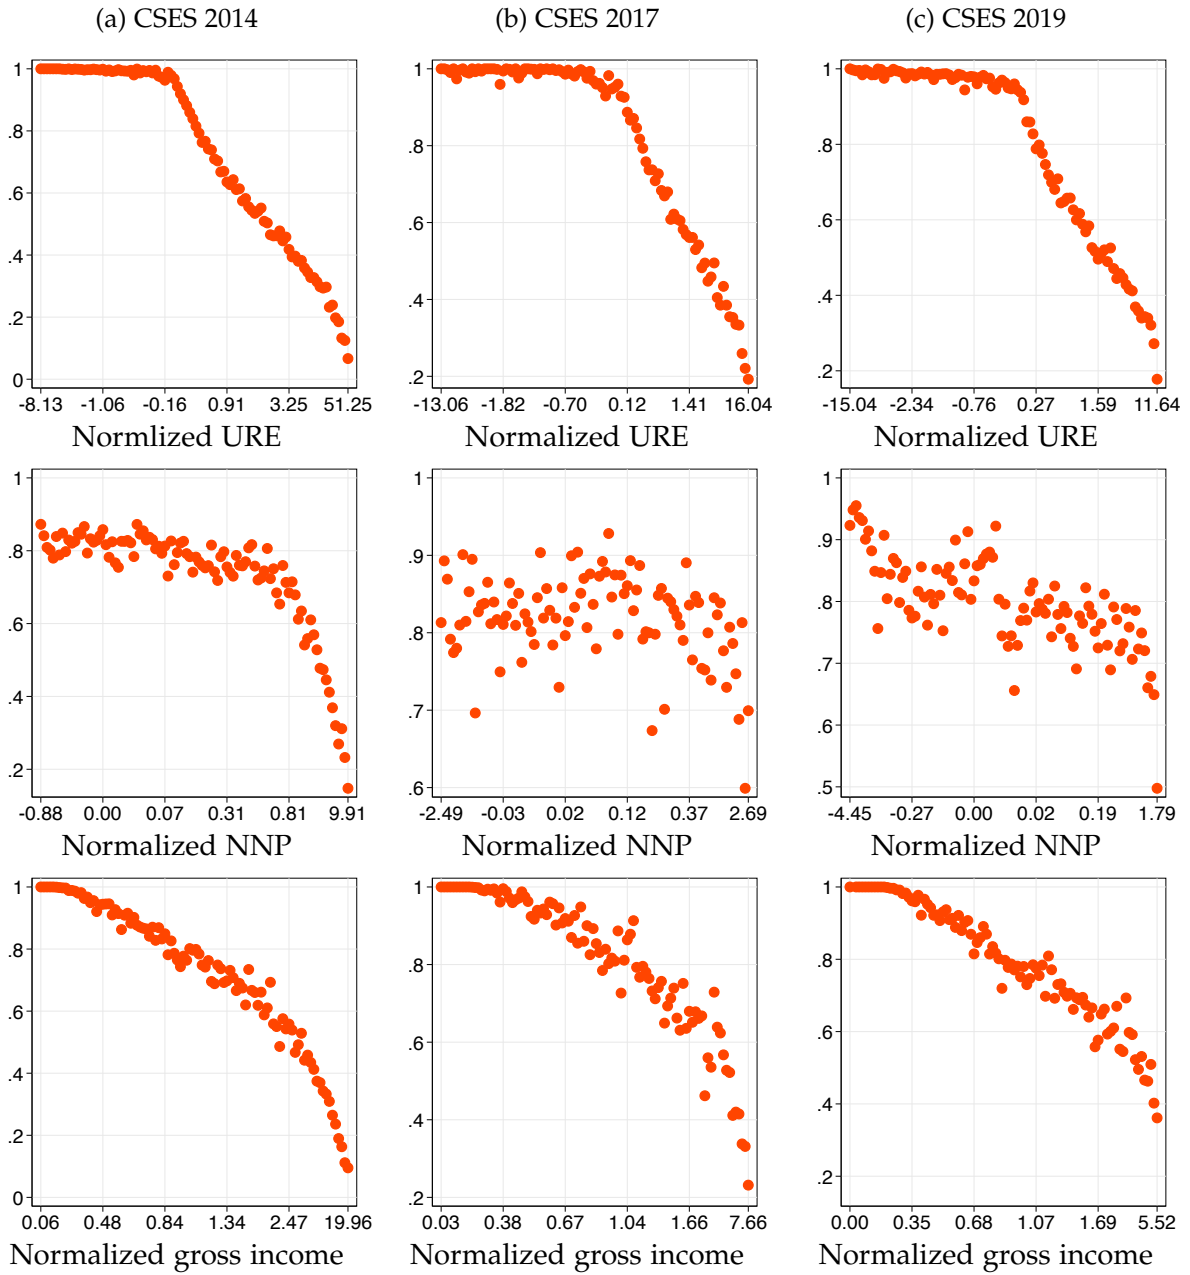 (a) CSES 2014 (b) CSES 2017 (c) CSES 2019
1 1 1
.8 .8 .8
.6 .6 .6
.4 .4 .4
.2 .2 .2
0
-8.13 -1.06 -0.16 0.91 3.25 51.25 -13.06 -1.82 -0.70 0.12 1.41 16.04 -15.04 -2.34 -0.76 0.27 1.59 11.64
Normlized URE Normalized URE Normalized URE
1 1 1
.8 .9 .9
.6 .8 .8
.4 .7 .7
.2 .6 .6
.5
-0.88 0.00 0.07 0.31 0.81 9.91 -2.49 -0.03 0.02 0.12 0.37 2.69 -4.45 -0.27 0.00 0.02 0.19 1.79
Normalized NNP Normalized NNP Normalized NNP
1 1 1
.8 .8 .8
.6 .6 .6
.4 .4 .4
.2 .2 .2
0
0.06 0.48 0.84 1.34 2.47 19.96 0.03 0.38 0.67 1.04 1.66 7.66 0.00 0.35 0.68 1.07 1.69 5.52
Normalized gross income Normalized gross income Normalized gross income